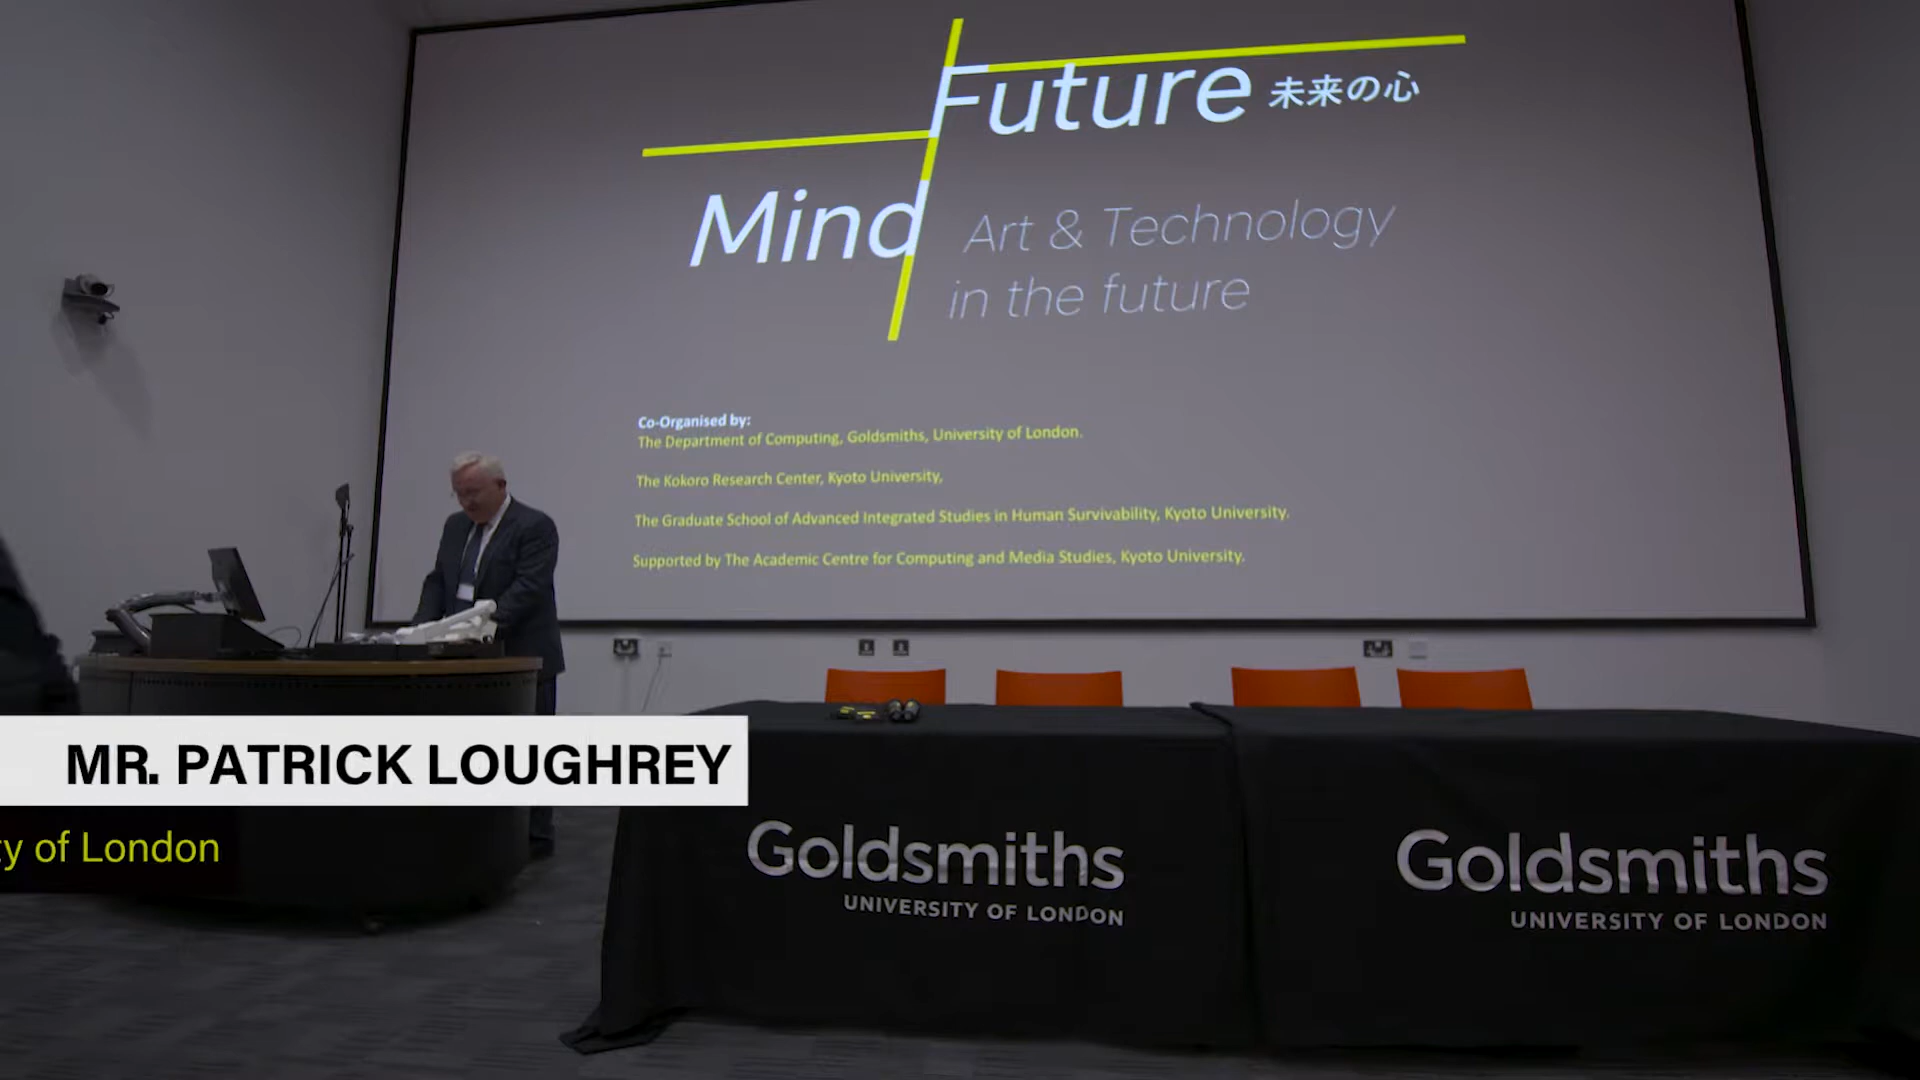 Future 未来の心
Mind Art & Technology
in the future
Co-Organised by:
The Department of Computing, Goldsmiths, University of London.
The Kokoro Research Center, Kyoto University,
The Graduate School of Advanced Integrated Studies in Human Survivability, Kyoto University.
Supported by The Academic Centre for Computing and Media Studies, Kyoto University.
MR. PATRICK LOUGHREY
ty of London
Goldsmiths
UNIVERSITY OF LONDON
Goldsmiths
UNIVERSITY OF LONDON